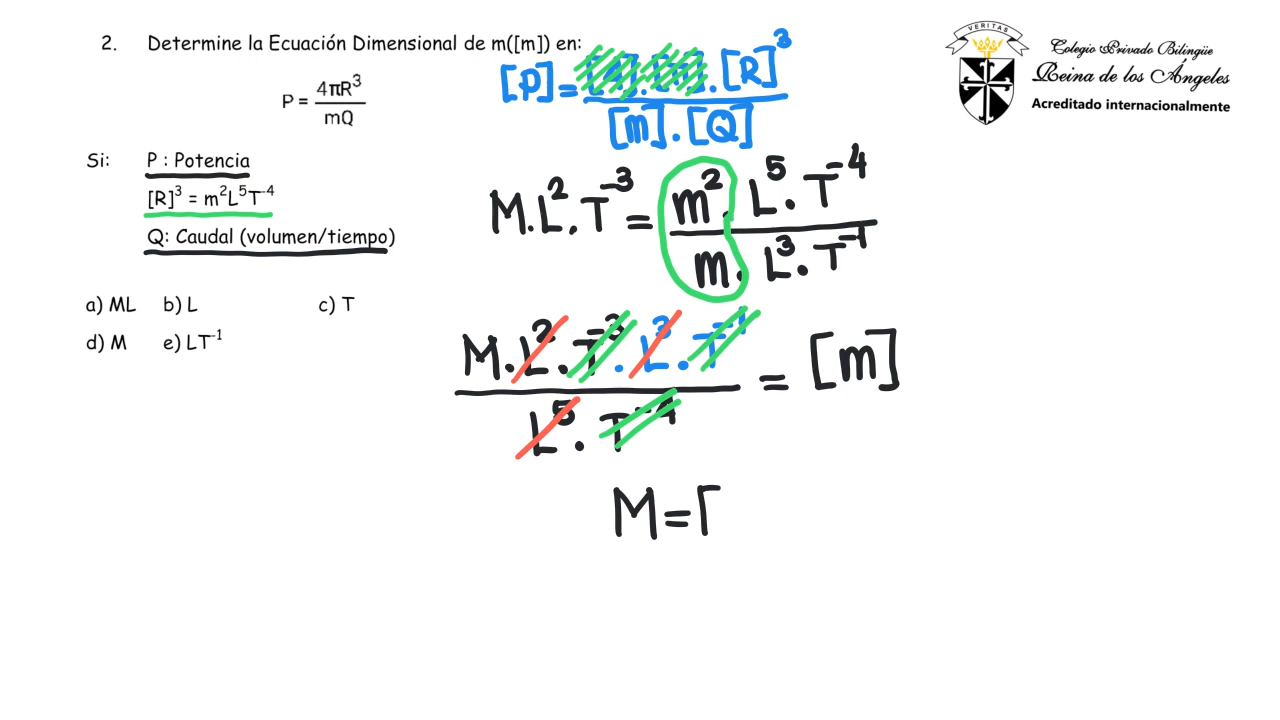 2. Determine la Ecuación Dimensional de m([m]) en:
P = 4πR³ / mQ
Si: P : Potencia
[R]³ = m²L⁵T⁻⁴
Q: Caudal (volumen/tiempo)
a) ML b) L c) T
d) M e) LT⁻¹
[P] = . . [R]³ / [m] . [Q]
M.L².T⁻³ = m² . L⁵ . T⁻⁴ / m . L³ . T⁻¹
M.L².T⁻³ . L³ . T⁻¹ / L⁵ . T⁻⁴ = [m]
M=[
VERITAS
Colegio Privado Bilingüe
Reina de los Ángeles
Acreditado internacionalmente